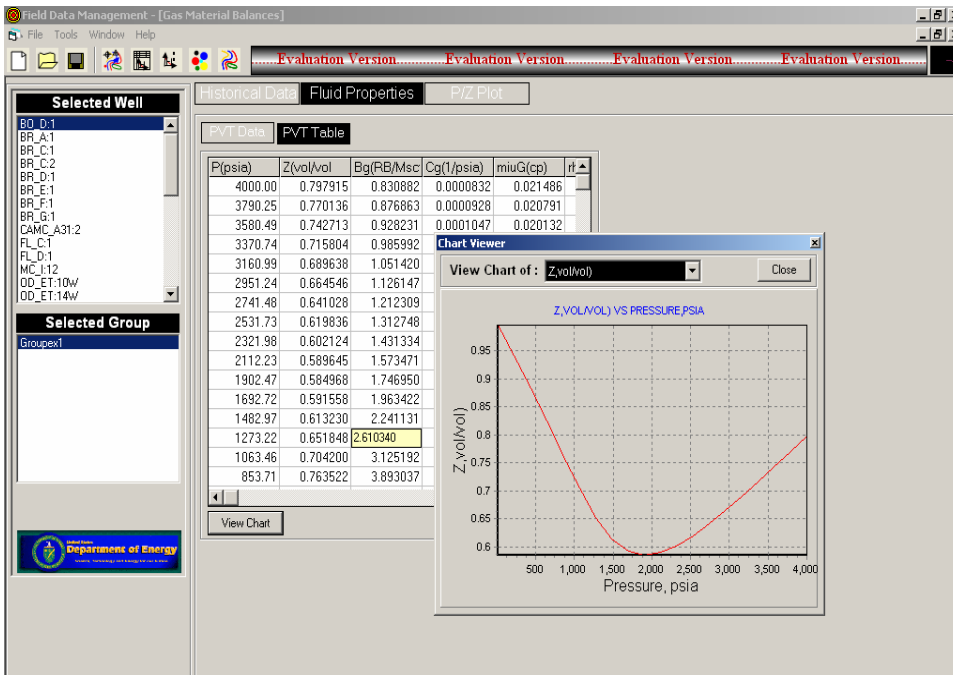 Field Data Management - [Gas Material Balances]
File Tools Window Help
.......Evaluation Version............Evaluation Version............Evaluation Version............Evaluation Version......
Selected Well
BO_D:1
BR_A:1
BR_C:1
BR_C:2
BR_D:1
BR_E:1
BR_F:1
BR_G:1
CAMC_A31:2
FL_C:1
FL_D:1
MC_I:12
OD_ET:10W
OD_ET:14W
Selected Group
Groupex1
Department of Energy
Historical Data Fluid Properties P/Z Plot
PVT Data PVT Table
P(psia) Z(vol/vol Bg(RB/Msc Cg(1/psia) miuG(cp)
4000.00 0.797915 0.830882 0.0000832 0.021486
3790.25 0.770136 0.876863 0.0000928 0.020791
3580.49 0.742713 0.928231 0.0001047 0.020132
3370.74 0.715804 0.985992
3160.99 0.689638 1.051420
2951.24 0.664546 1.126147
2741.48 0.641028 1.212309
2531.73 0.619836 1.312748
2321.98 0.602124 1.431334
2112.23 0.589645 1.573471
1902.47 0.584968 1.746950
1692.72 0.591558 1.963422
1482.97 0.613230 2.241131
1273.22 0.651848 2.610340
1063.46 0.704200 3.125192
853.71 0.763522 3.893037
View Chart
Chart Viewer
View Chart of : Z,vol/vol) Close
Z,VOL/VOL) VS PRESSURE,PSIA
Z,vol/vol)
0.95
0.9
0.85
0.8
0.75
0.7
0.65
0.6
500 1,000 1,500 2,000 2,500 3,000 3,500 4,000
Pressure, psia